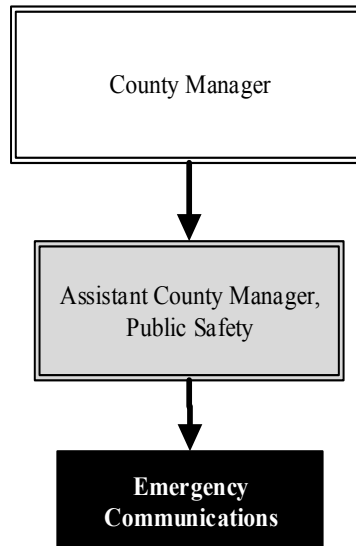 County Manager
Assistant County Manager,
Public Safety
Emergency
Communications